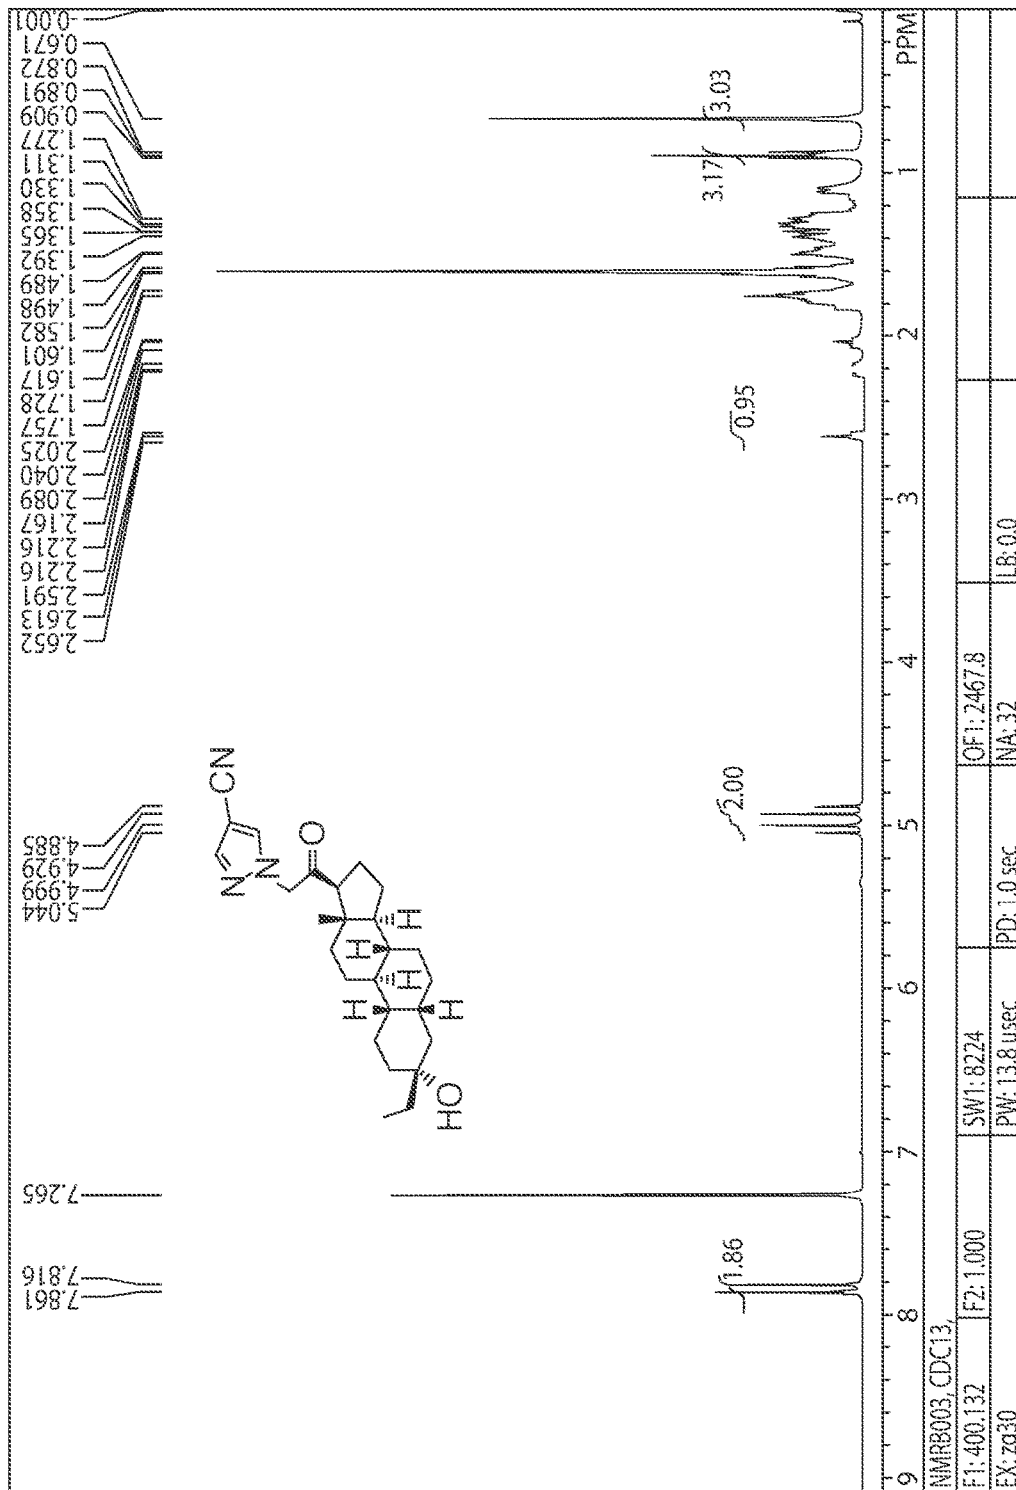 7.861
7.816
7.265
5.044
4.999
4.929
4.885
2.652
2.613
2.591
2.216
2.216
2.167
2.089
2.040
2.025
1.757
1.728
1.617
1.601
1.582
1.498
1.489
1.392
1.365
1.358
1.330
1.311
1.277
0.909
0.891
0.872
0.671
-0.001
CN
N
N
O
H
H
H
H
H
HO
1.86
2.00
0.95
3.17
3.03
9 8 7 6 5 4 3 2 1 PPM
NMRB003, CDC13,
F1: 400.132 F2: 1.000 SW1: 8224 OF1: 2467.8
EX: zg30 PW: 13.8 usec PD: 1.0 sec NA: 32 LB: 0.0